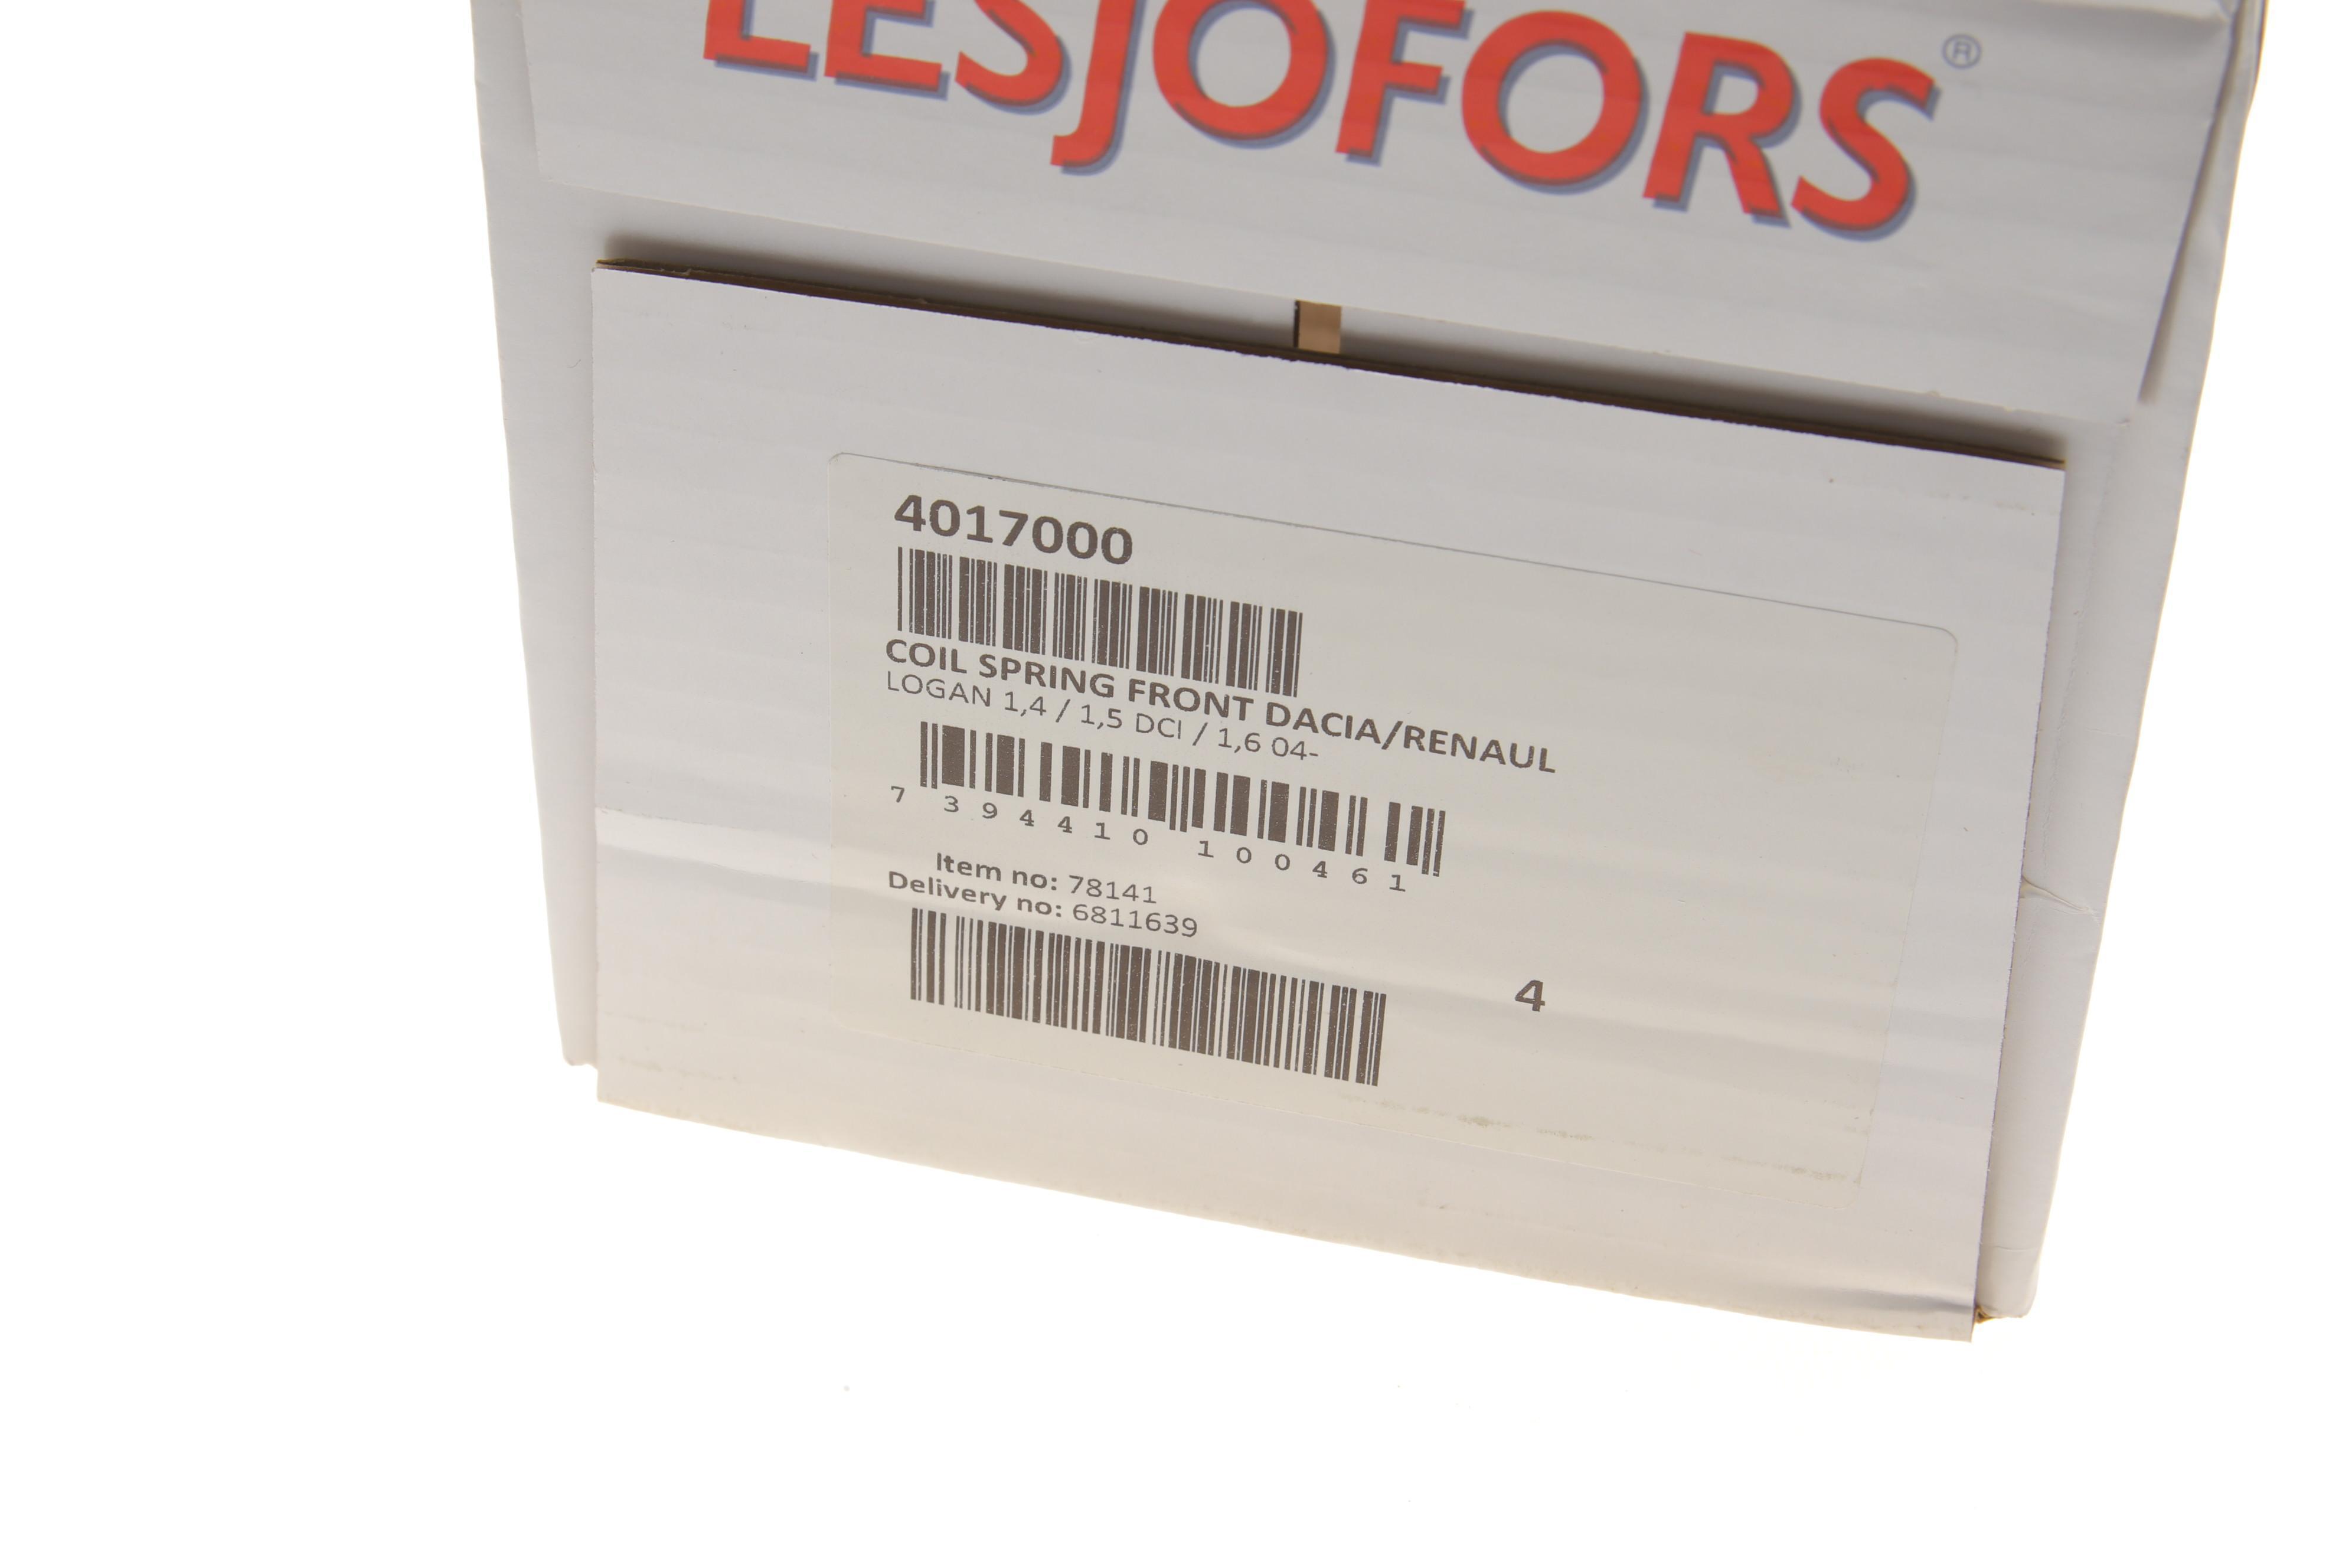 LESJOFORS®
4017000
COIL SPRING FRONT DACIA/RENAUL
LOGAN 1,4 / 1,5 DCI / 1,6 04-
7 394410 100461
Item no: 78141
Delivery no: 6811639
4